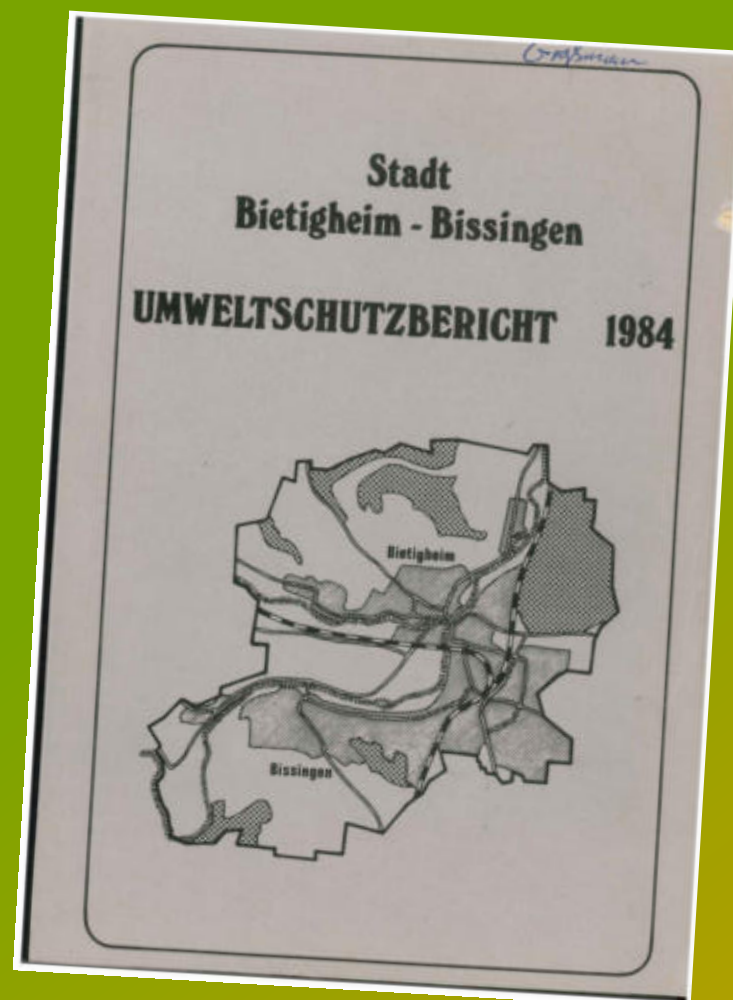 Stadt
Bietigheim - Bissingen
UMWELTSCHUTZBERICHT 1984
Bietigheim
Bissingen